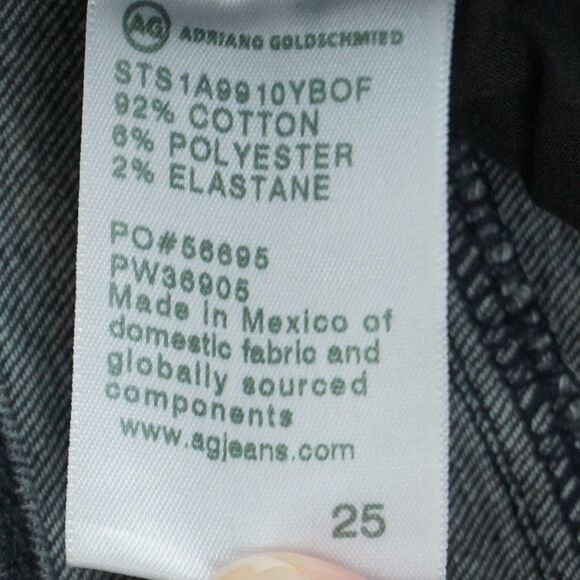 AG ADRIANO GOLDSCHMIED
STS1A9910YBOF
92% COTTON
6% POLYESTER
2% ELASTANE
PO#56695
PW36905
Made in Mexico of
domestic fabric and
globally sourced
components
www.agjeans.com
25